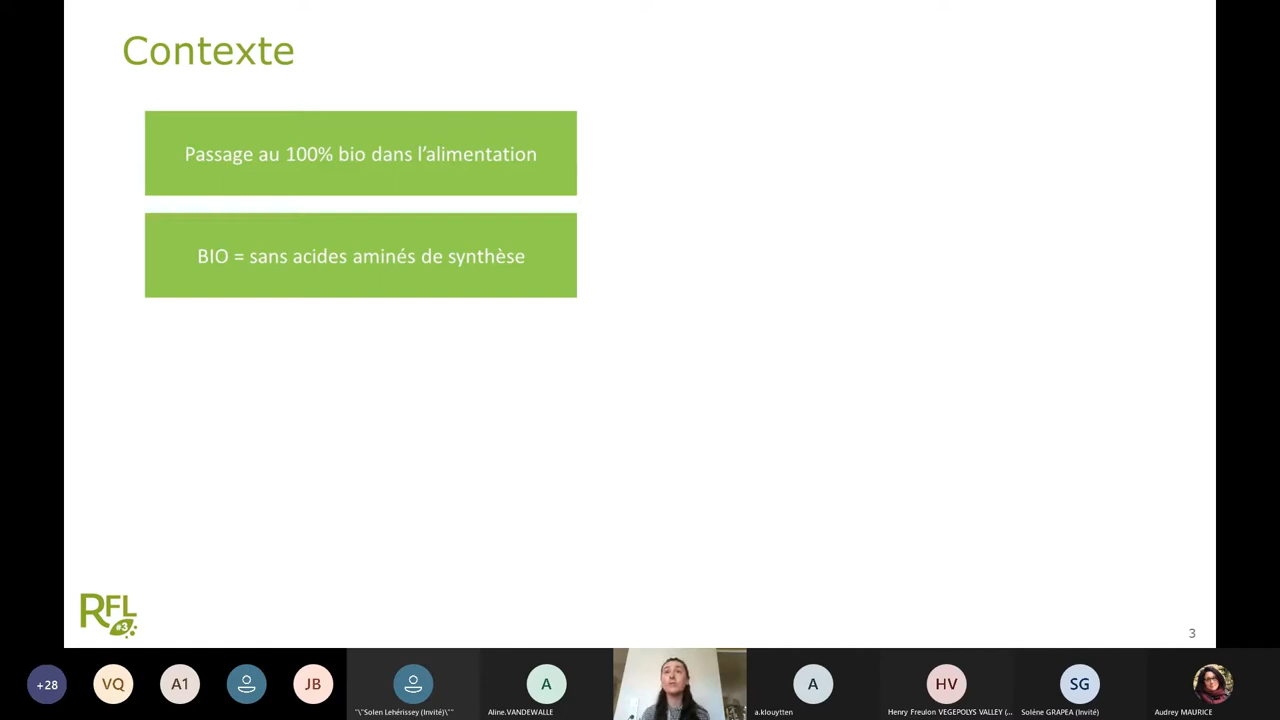 Contexte
Passage au 100% bio dans l'alimentation
BIO = sans acides aminés de synthèse
RFL
#3
3
+28
VQ
A1
JB
"\"Solen Lehérissey (Invité)\""
A
Aline.VANDEWALLE
A
a.klouytten
HV
Henry Freulon VEGEPOLYS VALLEY (...
SG
Solène GRAPEA (Invité)
Audrey MAURICE